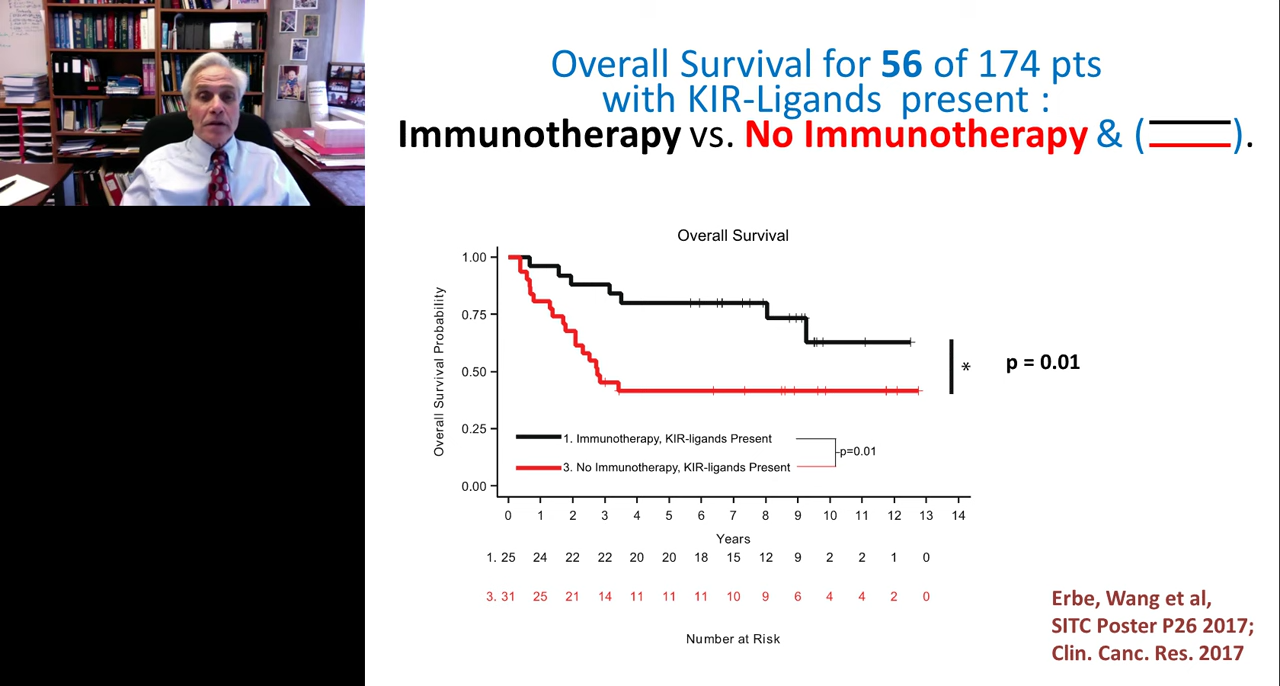 Overall Survival for 56 of 174 pts
with KIR-Ligands present :
Immunotherapy vs. No Immunotherapy & ( ).
Overall Survival
1.00
0.75
0.50
0.25
0.00
Overall Survival Probability
* p = 0.01
1. Immunotherapy, KIR-ligands Present
3. No Immunotherapy, KIR-ligands Present
p=0.01
0 1 2 3 4 5 6 7 8 9 10 11 12 13 14
Years
1. 25 24 22 22 20 20 18 15 12 9 2 2 1 0
3. 31 25 21 14 11 11 11 10 9 6 4 4 2 0
Number at Risk
Erbe, Wang et al,
SITC Poster P26 2017;
Clin. Canc. Res. 2017